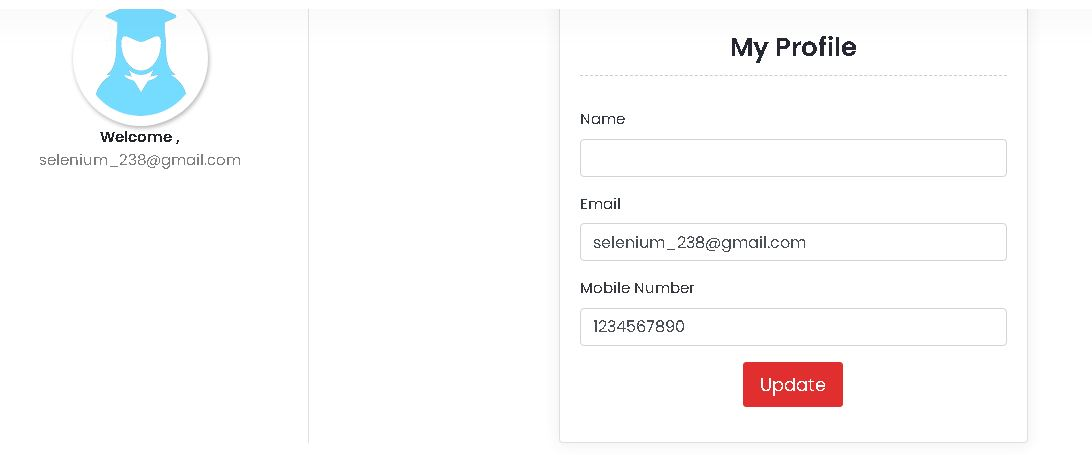 Welcome ,
selenium_238@gmail.com
My Profile
Name
Email
selenium_238@gmail.com
Mobile Number
1234567890
Update